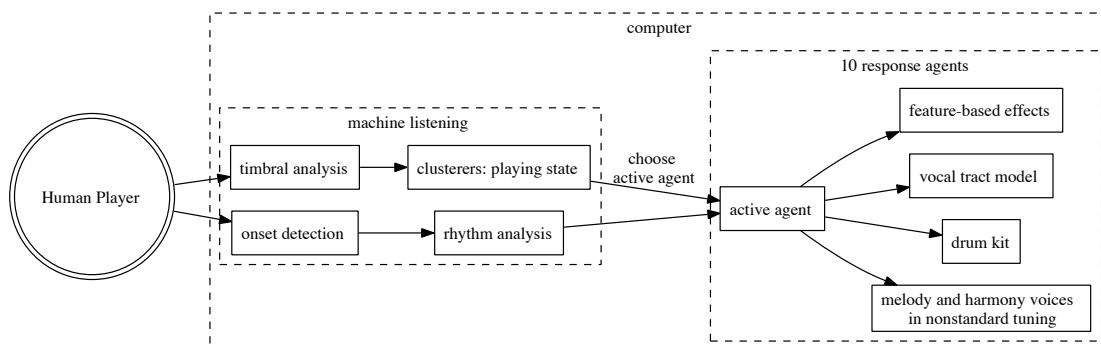 computer
10 response agents
machine listening
feature-based effects
timbral analysis
clusterers: playing state
choose
active agent
vocal tract model
Human Player
active agent
onset detection
rhythm analysis
drum kit
melody and harmony voices
in nonstandard tuning